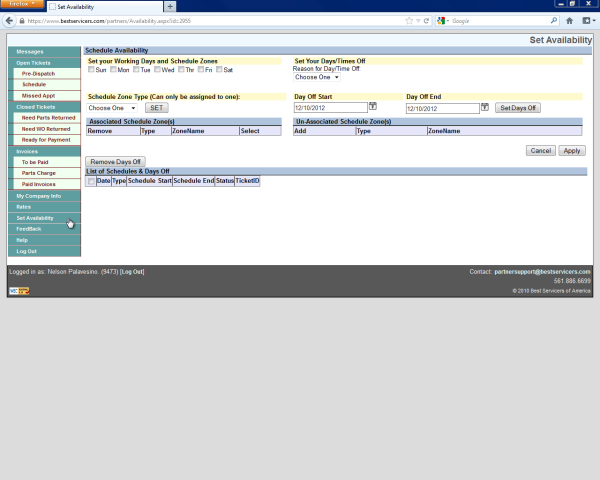 Firefox
Set Availability
https://www.bestservicers.com/partners/Availability.aspx?id=2955
Google
Set Availability
Messages
Open Tickets
Pre-Dispatch
Schedule
Missed Appt
Closed Tickets
Need Parts Returned
Need WO Returned
Ready for Payment
Invoices
To be Paid
Parts Charge
Paid Invoices
My Company Info
Rates
Set Availability
FeedBack
Help
Log Out
Schedule Availability
Set your Working Days and Schedule Zones
Sun Mon Tue Wed Thr Fri Sat
Set Your Days/Times Off
Reason for Day/Time Off:
Choose One
Schedule Zone Type (Can only be assigned to one):
Choose One SET
Day Off Start Day Off End
12/10/2012 12/10/2012 Set Days Off
Associated Schedule Zone(s)
Remove Type ZoneName Select
Un-Associated Schedule Zone(s)
Add Type ZoneName
Cancel Apply
Remove Days Off
List of Schedules & Days Off
Date Type Schedule Start Schedule End Status TicketID
Logged in as: Nelson Palavesino (9473) [Log Out]
Contact: partnersupport@bestservicers.com
561.886.6699
© 2010 Best Servicers of America